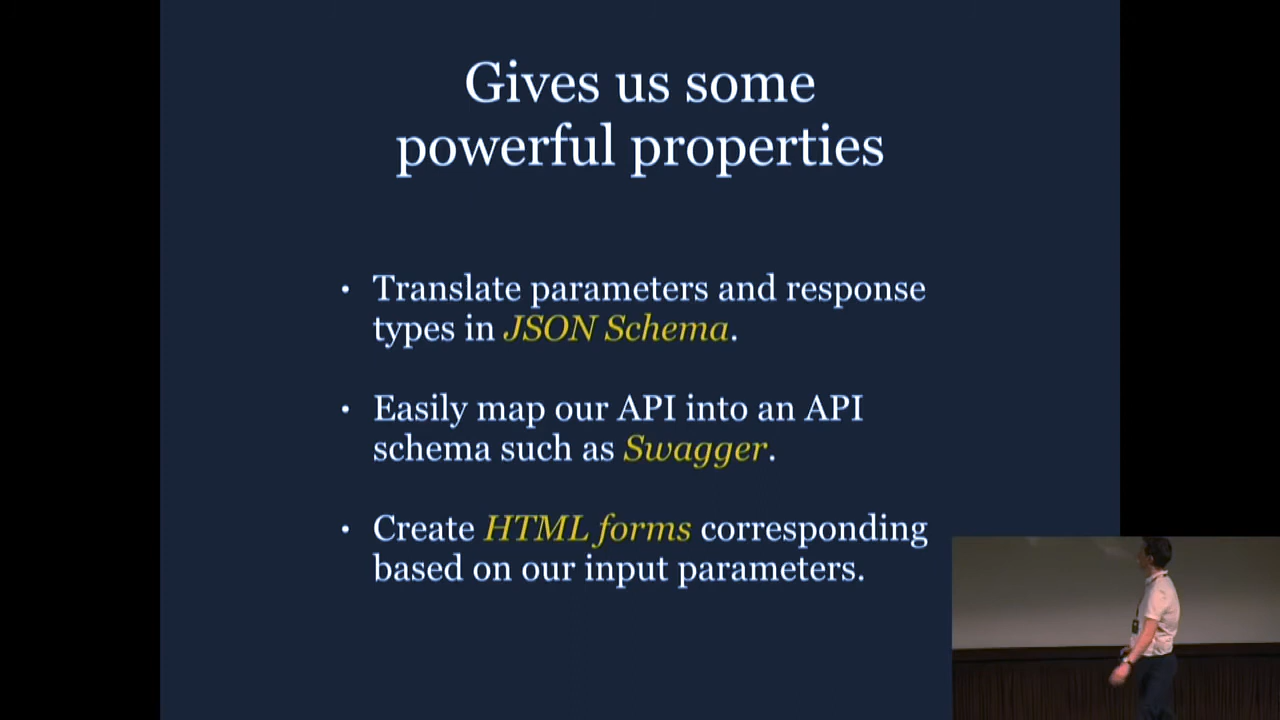 Gives us some
powerful properties
• Translate parameters and response
types in JSON Schema.
• Easily map our API into an API
schema such as Swagger.
• Create HTML forms corresponding
based on our input parameters.